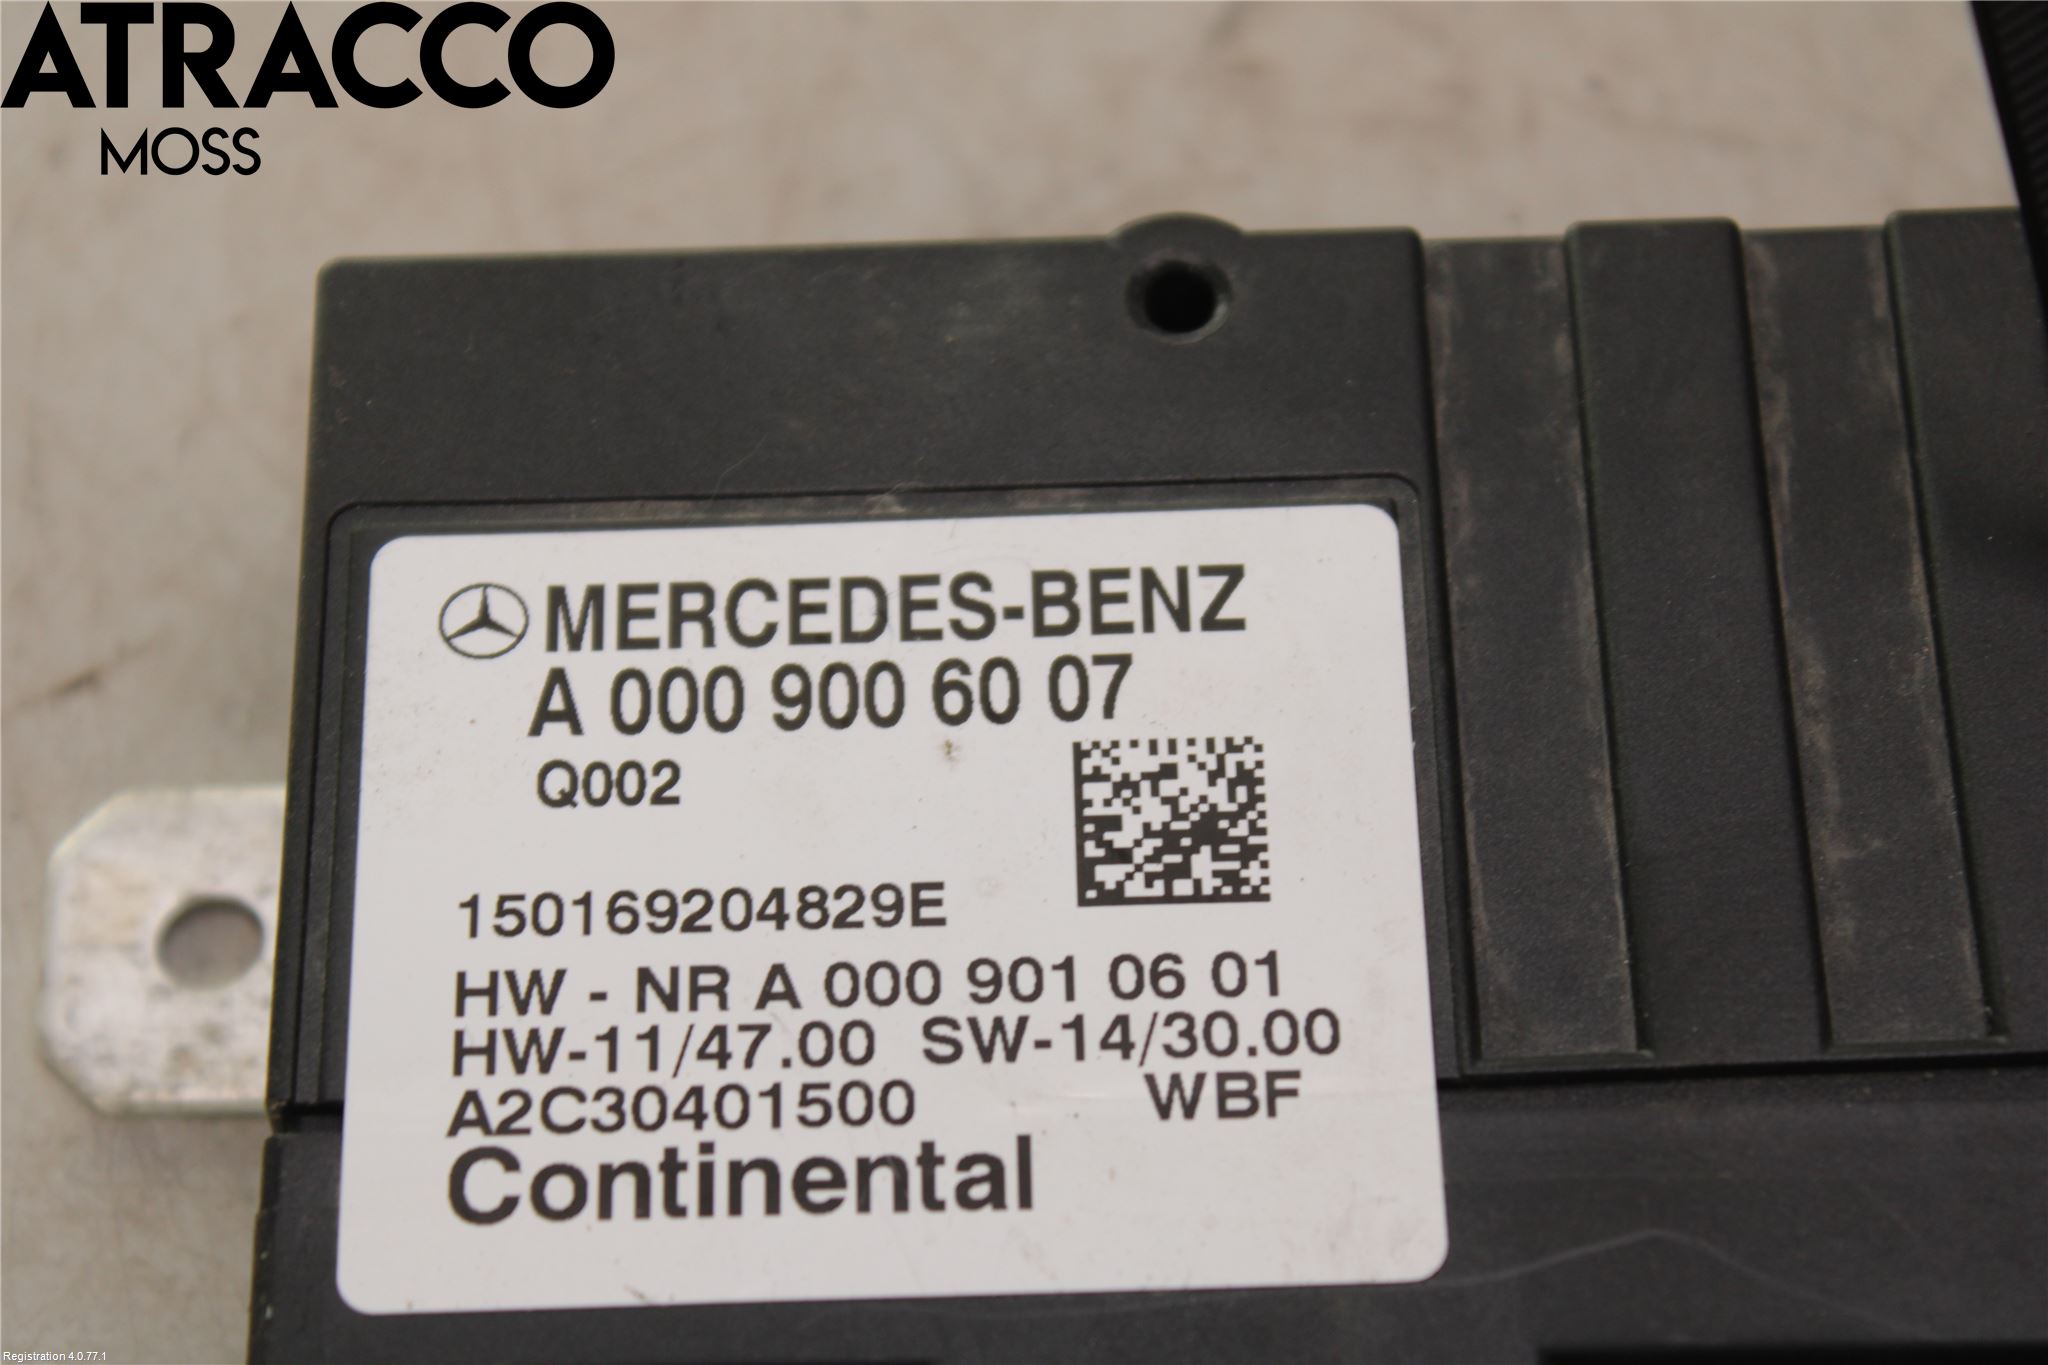 ATRACCO
MOSS
MERCEDES-BENZ
A 000 900 60 07
Q002
150169204829E
HW - NR A 000 901 06 01
HW-11/47.00 SW-14/30.00
A2C30401500 WBF
Continental
Registration 4.0.77.1